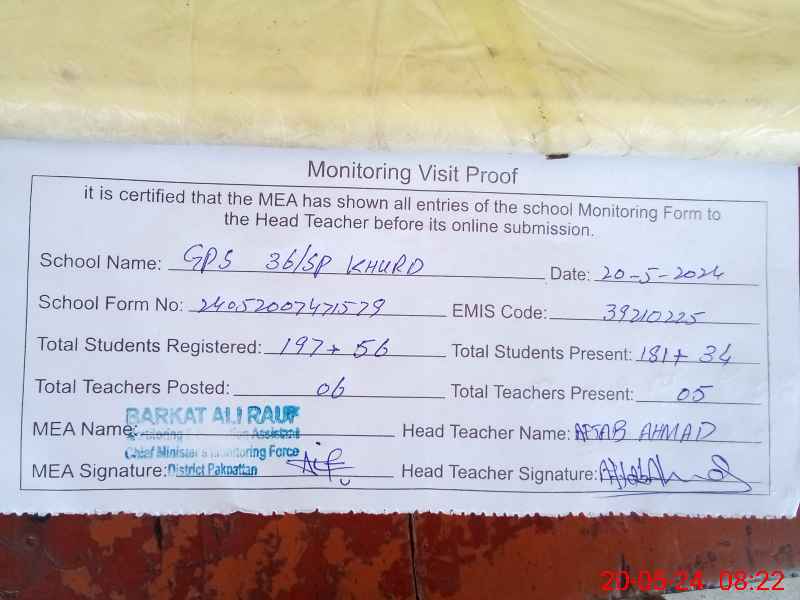 Monitoring Visit Proof
it is certified that the MEA has shown all entries of the school Monitoring Form to
the Head Teacher before its online submission.
School Name: GPS 36/SP KHURD Date: 20-5-2024
School Form No: 24052007471579 EMIS Code: 39210225
Total Students Registered: 197+56 Total Students Present: 181+34
Total Teachers Posted: 06 Total Teachers Present: 05
MEA Name: BARKAT ALI RAUF Head Teacher Name: AFTAB AHMAD
Monitoring Assistant
Chief Minister's Monitoring Force
MEA Signature: District Pakpattan Head Teacher Signature:
20-05-24 08:22